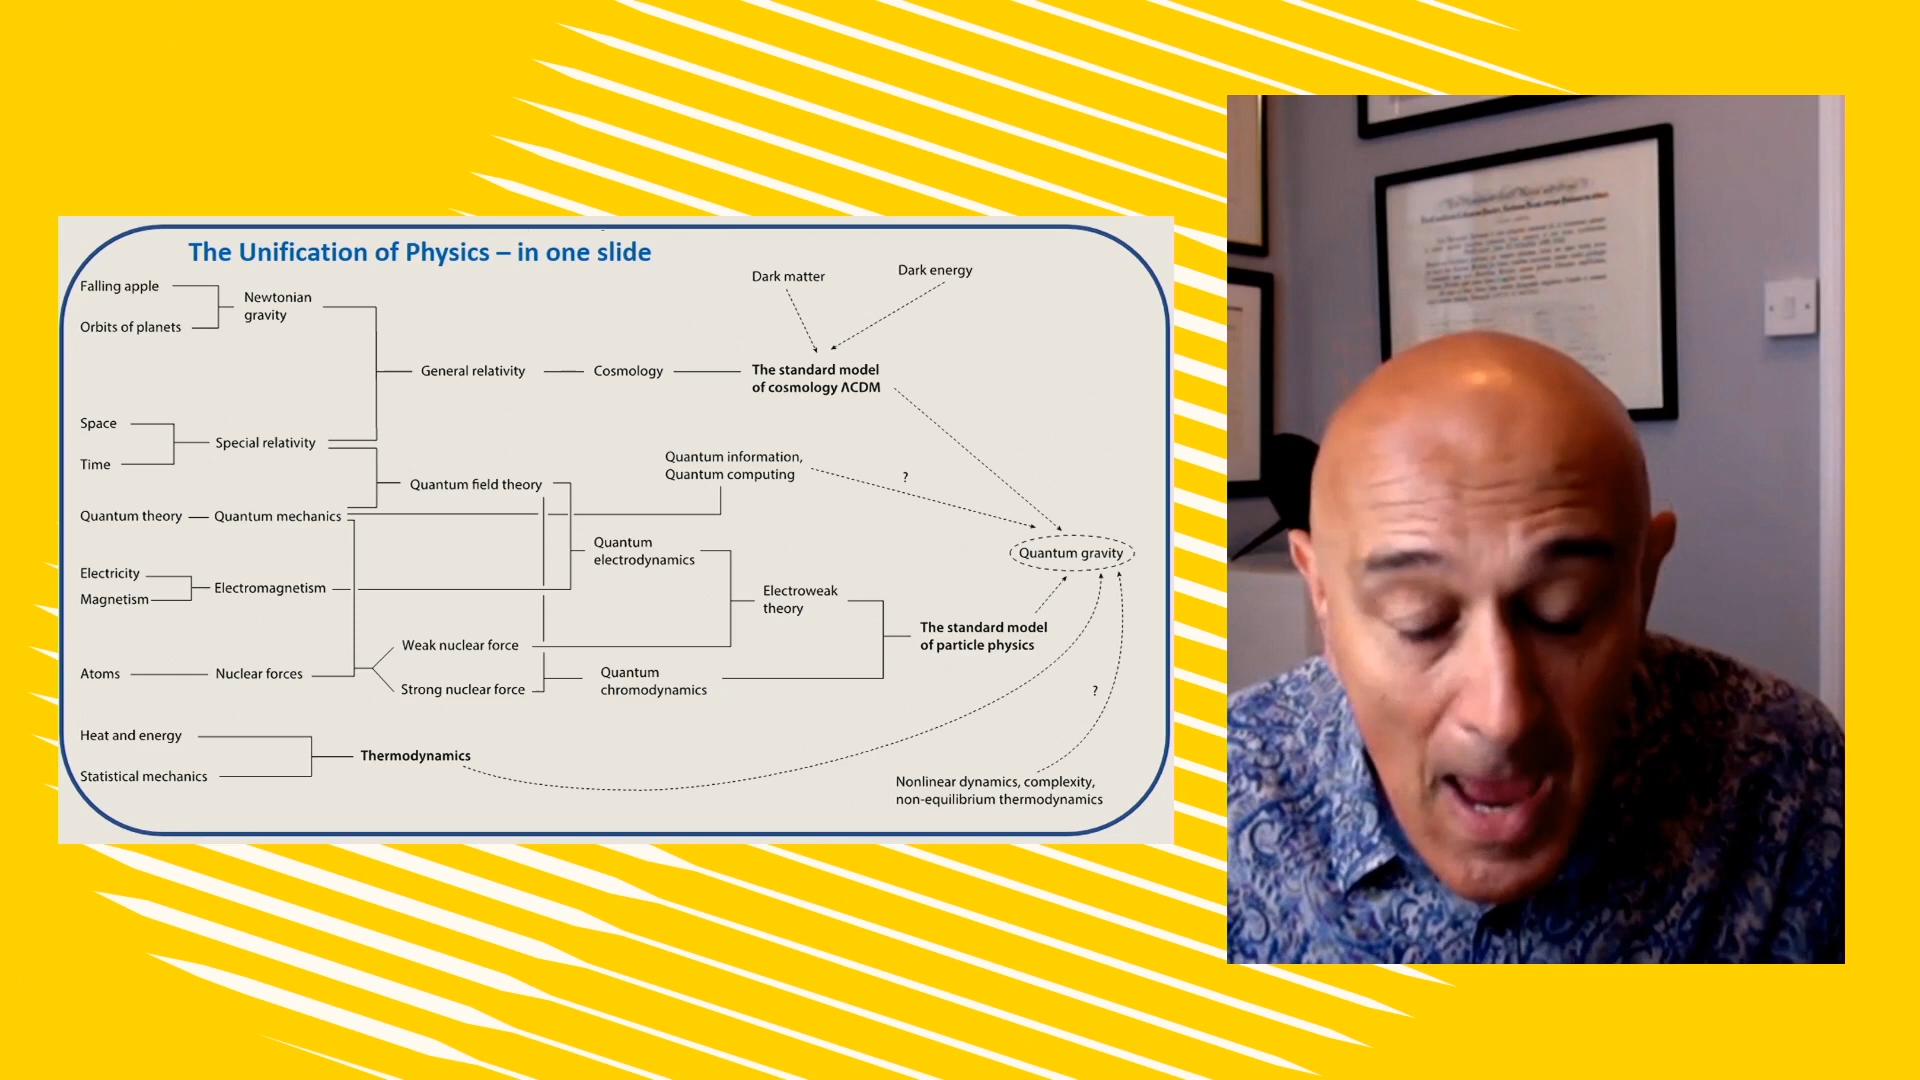 The Unification of Physics – in one slide
Dark matter
Dark energy
Falling apple
Orbits of planets
Newtonian
gravity
General relativity
Cosmology
The standard model
of cosmology ΛCDM
Space
Time
Special relativity
Quantum field theory
Quantum information,
Quantum computing
?
Quantum theory
Quantum mechanics
Quantum
electrodynamics
Quantum gravity
Electricity
Magnetism
Electromagnetism
Electroweak
theory
The standard model
of particle physics
Atoms
Nuclear forces
Weak nuclear force
Strong nuclear force
Quantum
chromodynamics
?
Heat and energy
Statistical mechanics
Thermodynamics
Nonlinear dynamics, complexity,
non-equilibrium thermodynamics